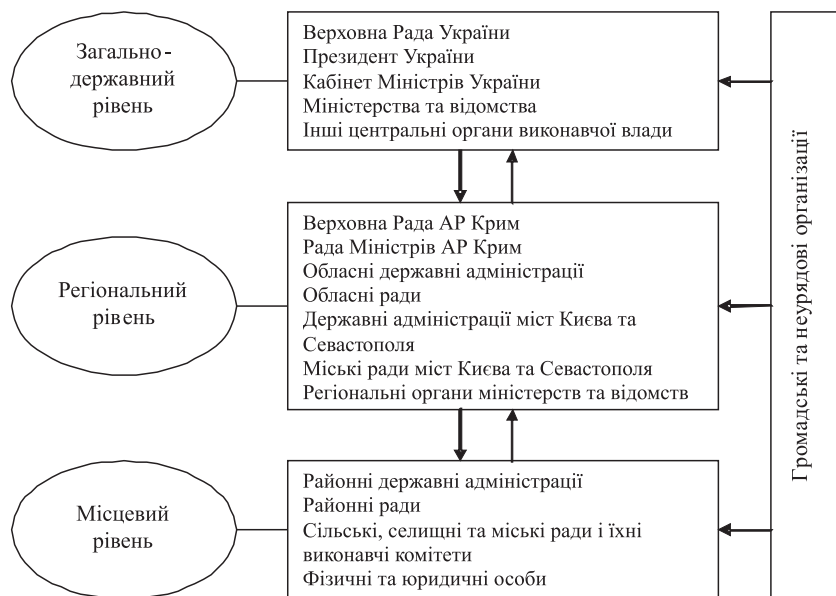 Загально-
державний
рівень
Верховна Рада України
Президент України
Кабінет Міністрів України
Міністерства та відомства
Інші центральні органи виконавчої влади
Регіональний
рівень
Верховна Рада АР Крим
Рада Міністрів АР Крим
Обласні державні адміністрації
Обласні ради
Державні адміністрації міст Києва та
Севастополя
Міські ради міст Києва та Севастополя
Регіональні органи міністерств та відомств
Місцевий
рівень
Районні державні адміністрації
Районні ради
Сільські, селищні та міські ради і їхні
виконавчі комітети
Фізичні та юридичні особи
Громадські та неурядові організації